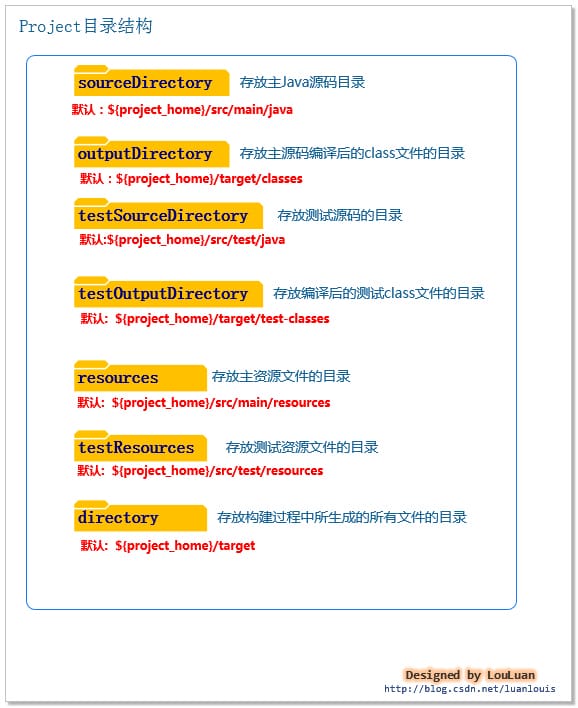 Project目录结构
sourceDirectory 存放主Java源码目录
默认：${project_home}/src/main/java
outputDirectory 存放主源码编译后的class文件的目录
默认：${project_home}/target/classes
testSourceDirectory 存放测试源码的目录
默认:${project_home}/src/test/java
testOutputDirectory 存放编译后的测试class文件的目录
默认: ${project_home}/target/test-classes
resources 存放主资源文件的目录
默认: ${project_home}/src/main/resources
testResources 存放测试资源文件的目录
默认: ${project_home}/src/test/resources
directory 存放构建过程中所生成的所有文件的目录
默认: ${project_home}/target
Designed by LouLuan
http://blog.csdn.net/luanlouis